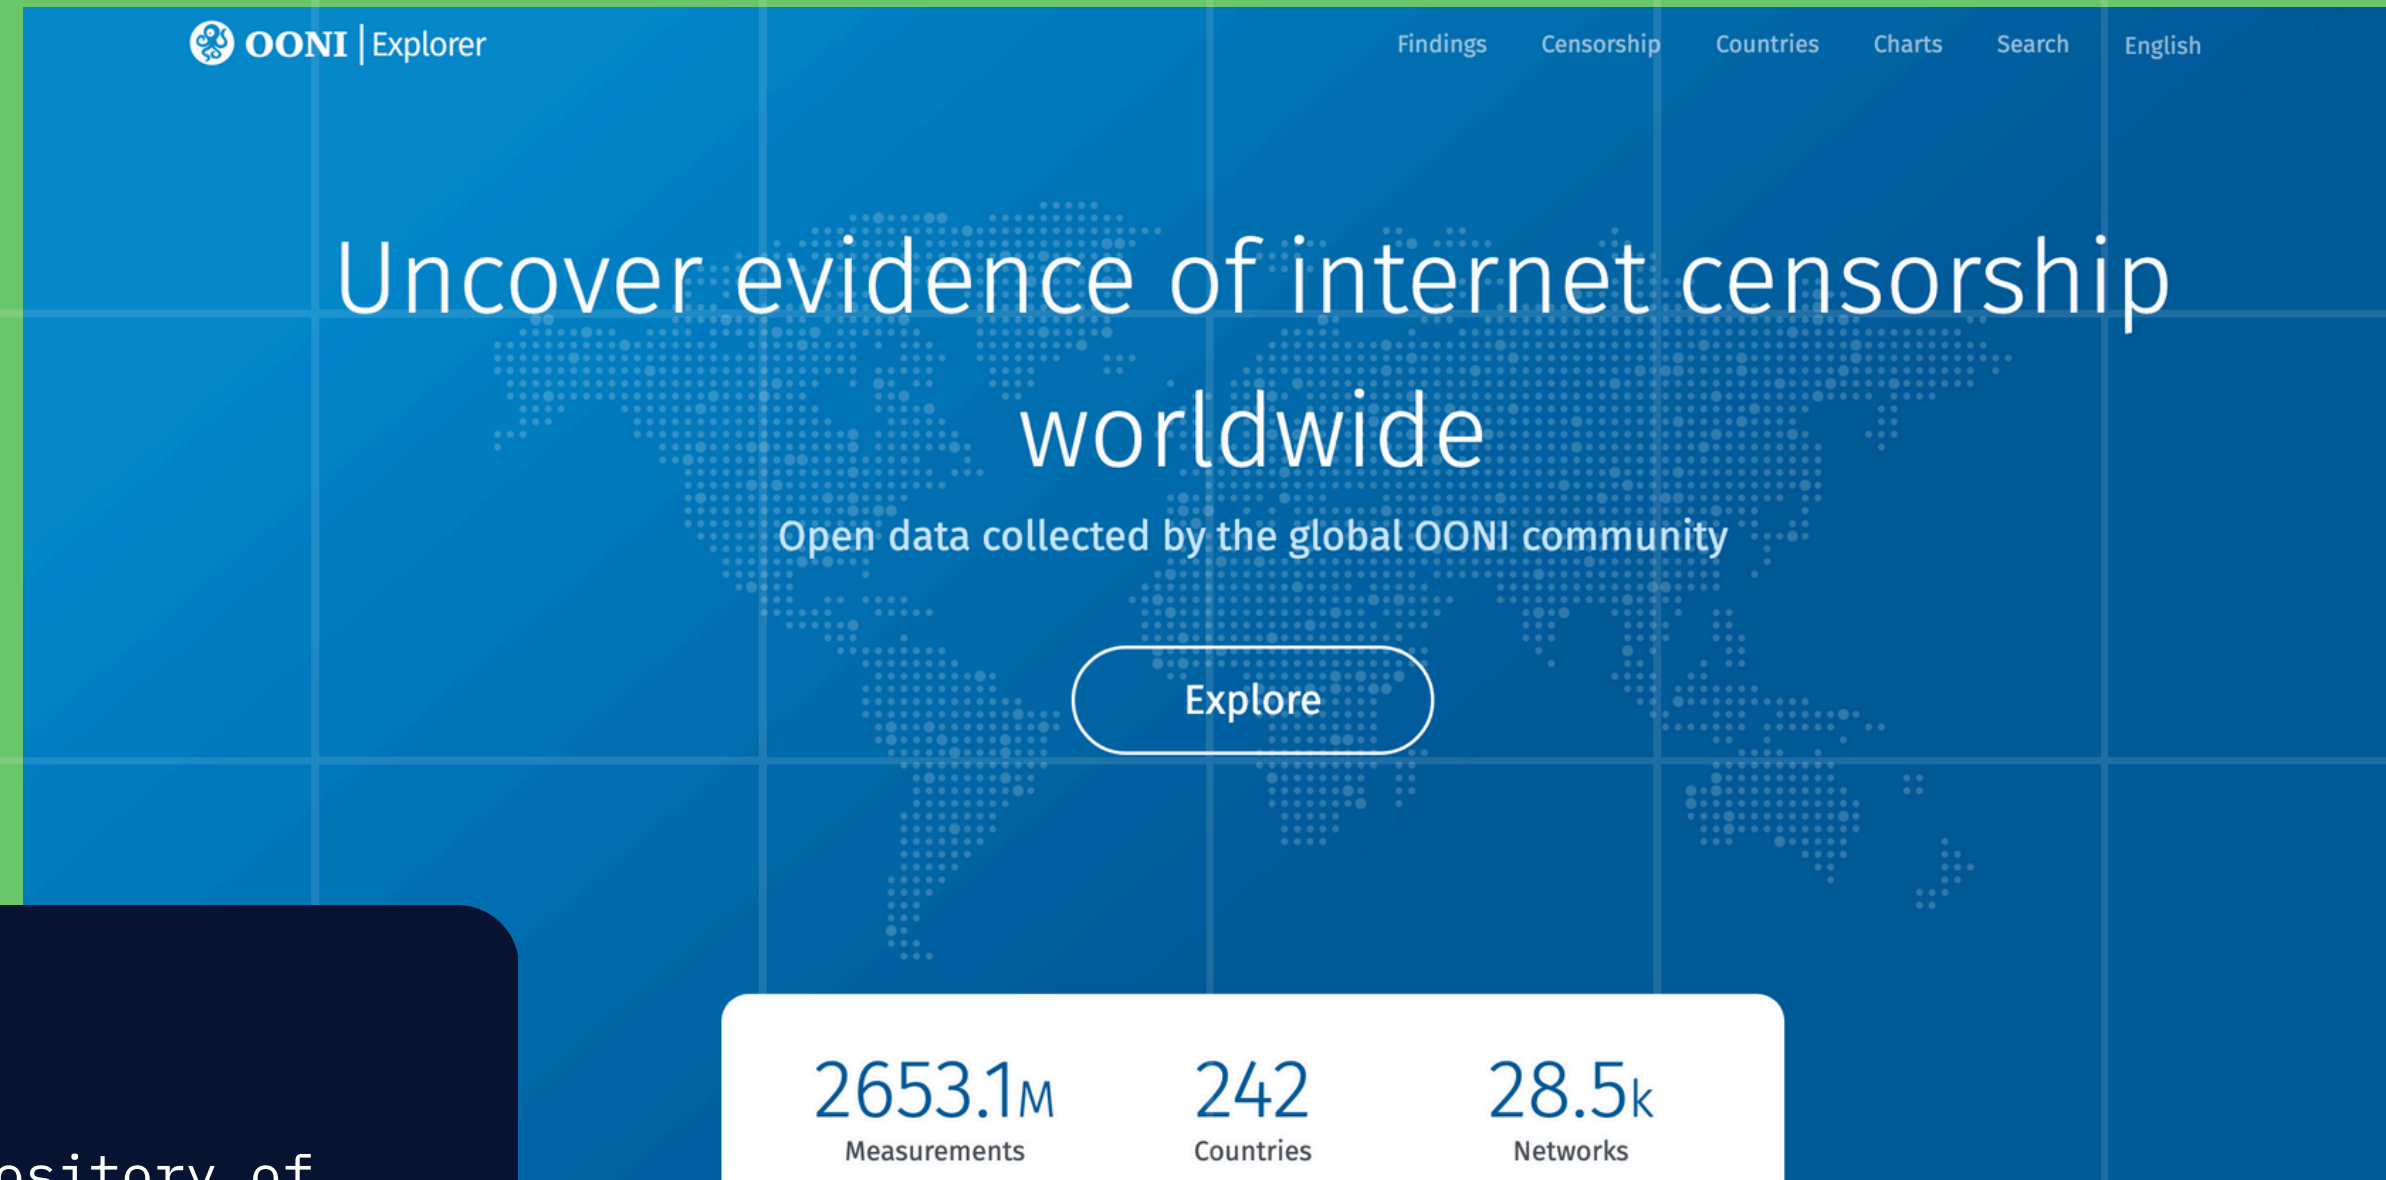 OONI | Explorer
Findings Censorship Countries Charts Search English
Uncover evidence of internet censorship
worldwide
Open data collected by the global OONI community
Explore
2653.1M 242 28.5k
Measurements Countries Networks
of